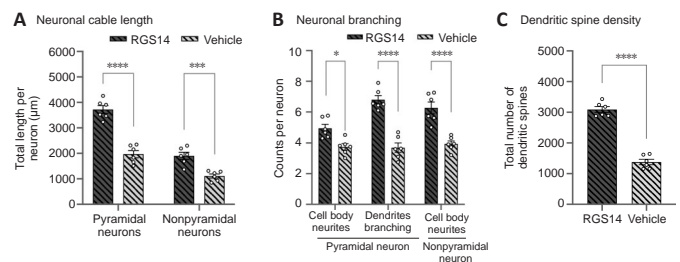 A Neuronal cable length
RGS14 Vehicle
Total length per
neuron (μm)
6000
5000
4000
3000
2000
1000
0
****
***
Pyramidal
neurons
Nonpyramidal
neurons
B Neuronal branching
RGS14 Vehicle
Counts per neuron
10
8
6
4
2
0
*
****
****
Cell body
neurites
Dendrites
branching
Cell body
neurites
Pyramidal neuron
Nonpyramidal
neuron
C Dendritic spine density
Total number of
dendritic spines
5000
4000
3000
2000
1000
0
****
RGS14 Vehicle